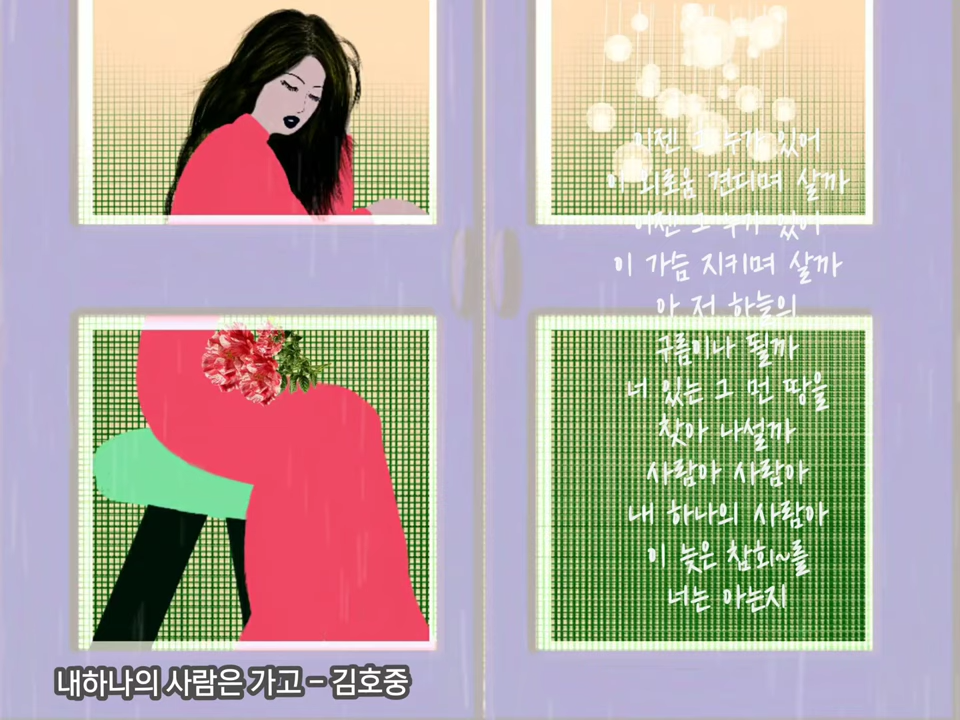 이젠 그 누가 있어
이 외로움 견디며 살까
이젠 그 누가 있어
이 가슴 지키며 살까
아 저 하늘의
구름이나 될까
너 있는 그 먼 땅을
찾아 나설까
사람아 사람아
내 하나의 사람아
이 늦은 참회~를
너는 아는지
내하나의 사람은 가고 - 김호중